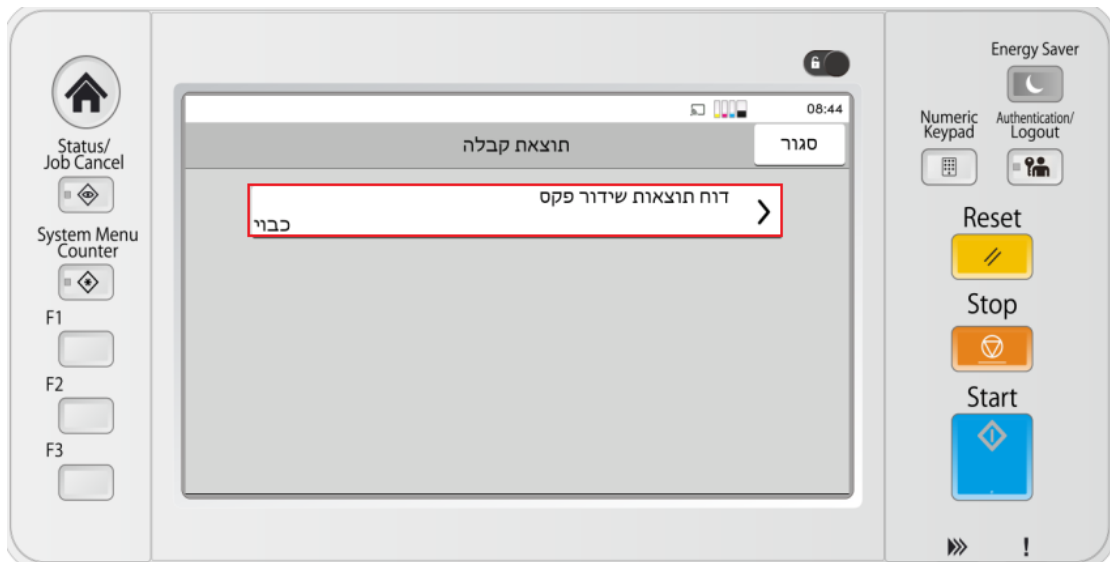 Status/
Job Cancel
System Menu
Counter
F1
F2
F3
08:44
סגור
תוצאת קבלה
דוח תוצאות שידור פקס
כבוי
Energy Saver
Numeric
Keypad
Authentication/
Logout
Reset
Stop
Start
!